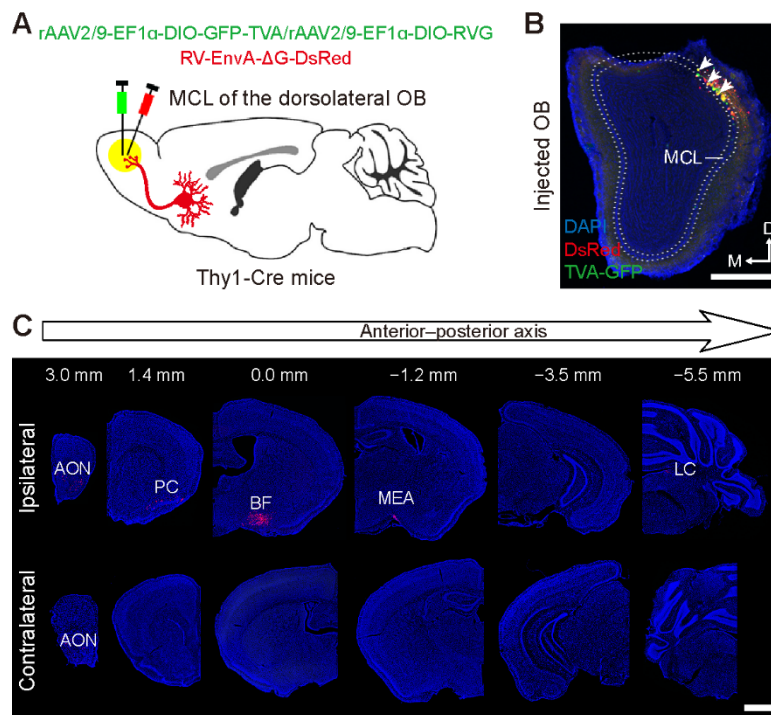 A
rAAV2/9-EF1α-DIO-GFP-TVA/rAAV2/9-EF1α-DIO-RVG
RV-EnvA-ΔG-DsRed
MCL of the dorsolateral OB
Thy1-Cre mice
B
Injected OB
MCL
DAPI
DsRed
TVA-GFP
D
M
C
Anterior–posterior axis
3.0 mm 1.4 mm 0.0 mm −1.2 mm −3.5 mm −5.5 mm
Ipsilateral
AON PC BF MEA LC
Contralateral
AON